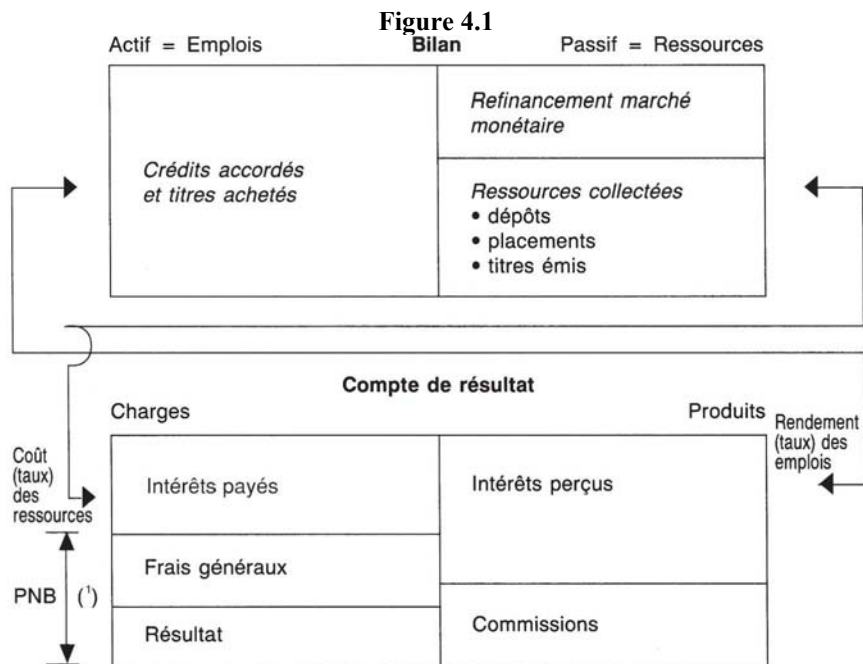 Figure 4.1
Actif = Emplois Bilan Passif = Ressources
Refinancement marché
monétaire
Crédits accordés
et titres achetés
Ressources collectées
• dépôts
• placements
• titres émis
Compte de résultat
Charges Produits
Coût
(taux)
des
ressources
Intérêts payés
Intérêts perçus
Rendement
(taux) des
emplois
PNB (¹)
Frais généraux
Résultat
Commissions